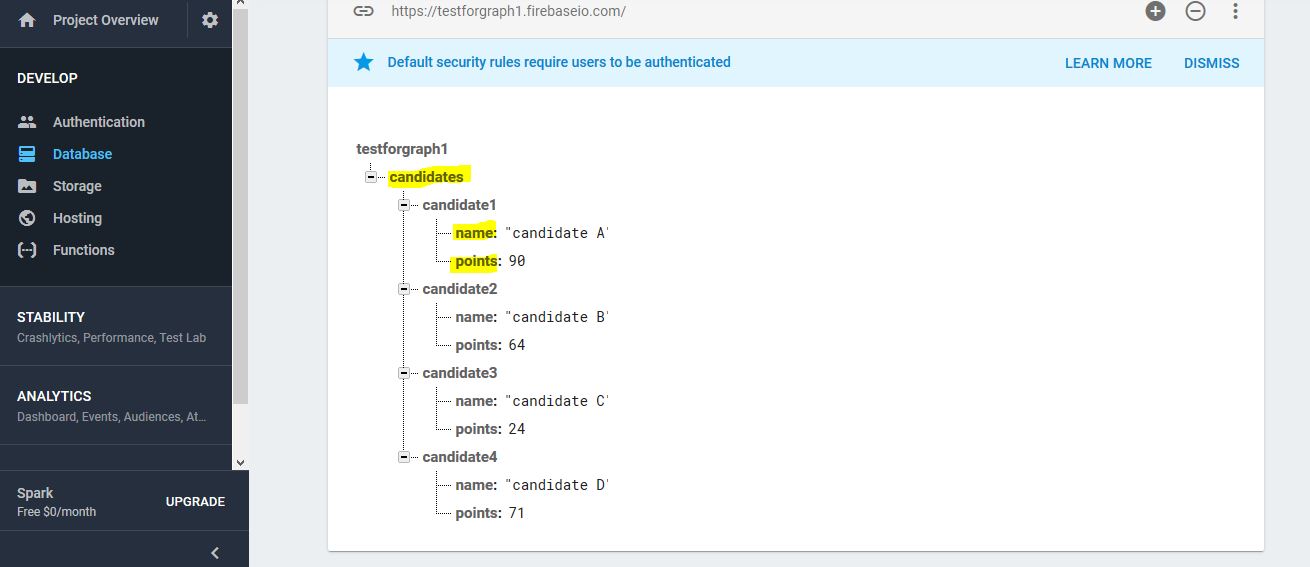 Project Overview
DEVELOP
Authentication
Database
Storage
Hosting
Functions
STABILITY
Crashlytics, Performance, Test Lab
ANALYTICS
Dashboard, Events, Audiences, At...
Spark
Free $0/month
UPGRADE
https://testforgraph1.firebaseio.com/
Default security rules require users to be authenticated
LEARN MORE
DISMISS
testforgraph1
candidates
candidate1
name: "candidate A"
points: 90
candidate2
name: "candidate B"
points: 64
candidate3
name: "candidate C"
points: 24
candidate4
name: "candidate D"
points: 71